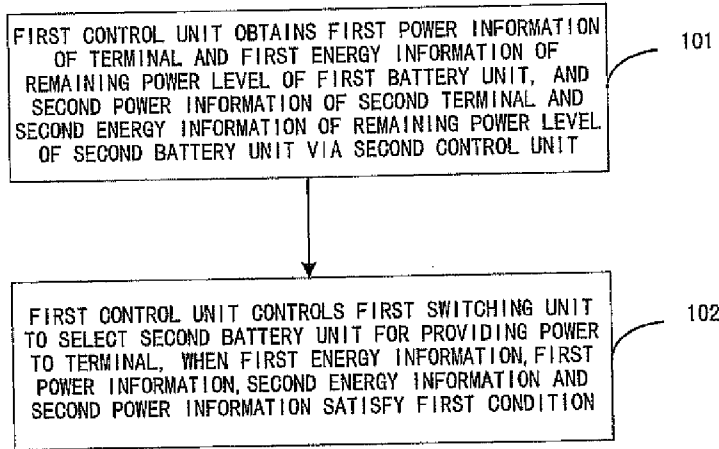 FIRST CONTROL UNIT OBTAINS FIRST POWER INFORMATION
OF TERMINAL AND FIRST ENERGY INFORMATION OF
REMAINING POWER LEVEL OF FIRST BATTERY UNIT, AND
SECOND POWER INFORMATION OF SECOND TERMINAL AND
SECOND ENERGY INFORMATION OF REMAINING POWER LEVEL
OF SECOND BATTERY UNIT VIA SECOND CONTROL UNIT
101
FIRST CONTROL UNIT CONTROLS FIRST SWITCHING UNIT
TO SELECT SECOND BATTERY UNIT FOR PROVIDING POWER
TO TERMINAL, WHEN FIRST ENERGY INFORMATION, FIRST
POWER INFORMATION, SECOND ENERGY INFORMATION AND
SECOND POWER INFORMATION SATISFY FIRST CONDITION
102